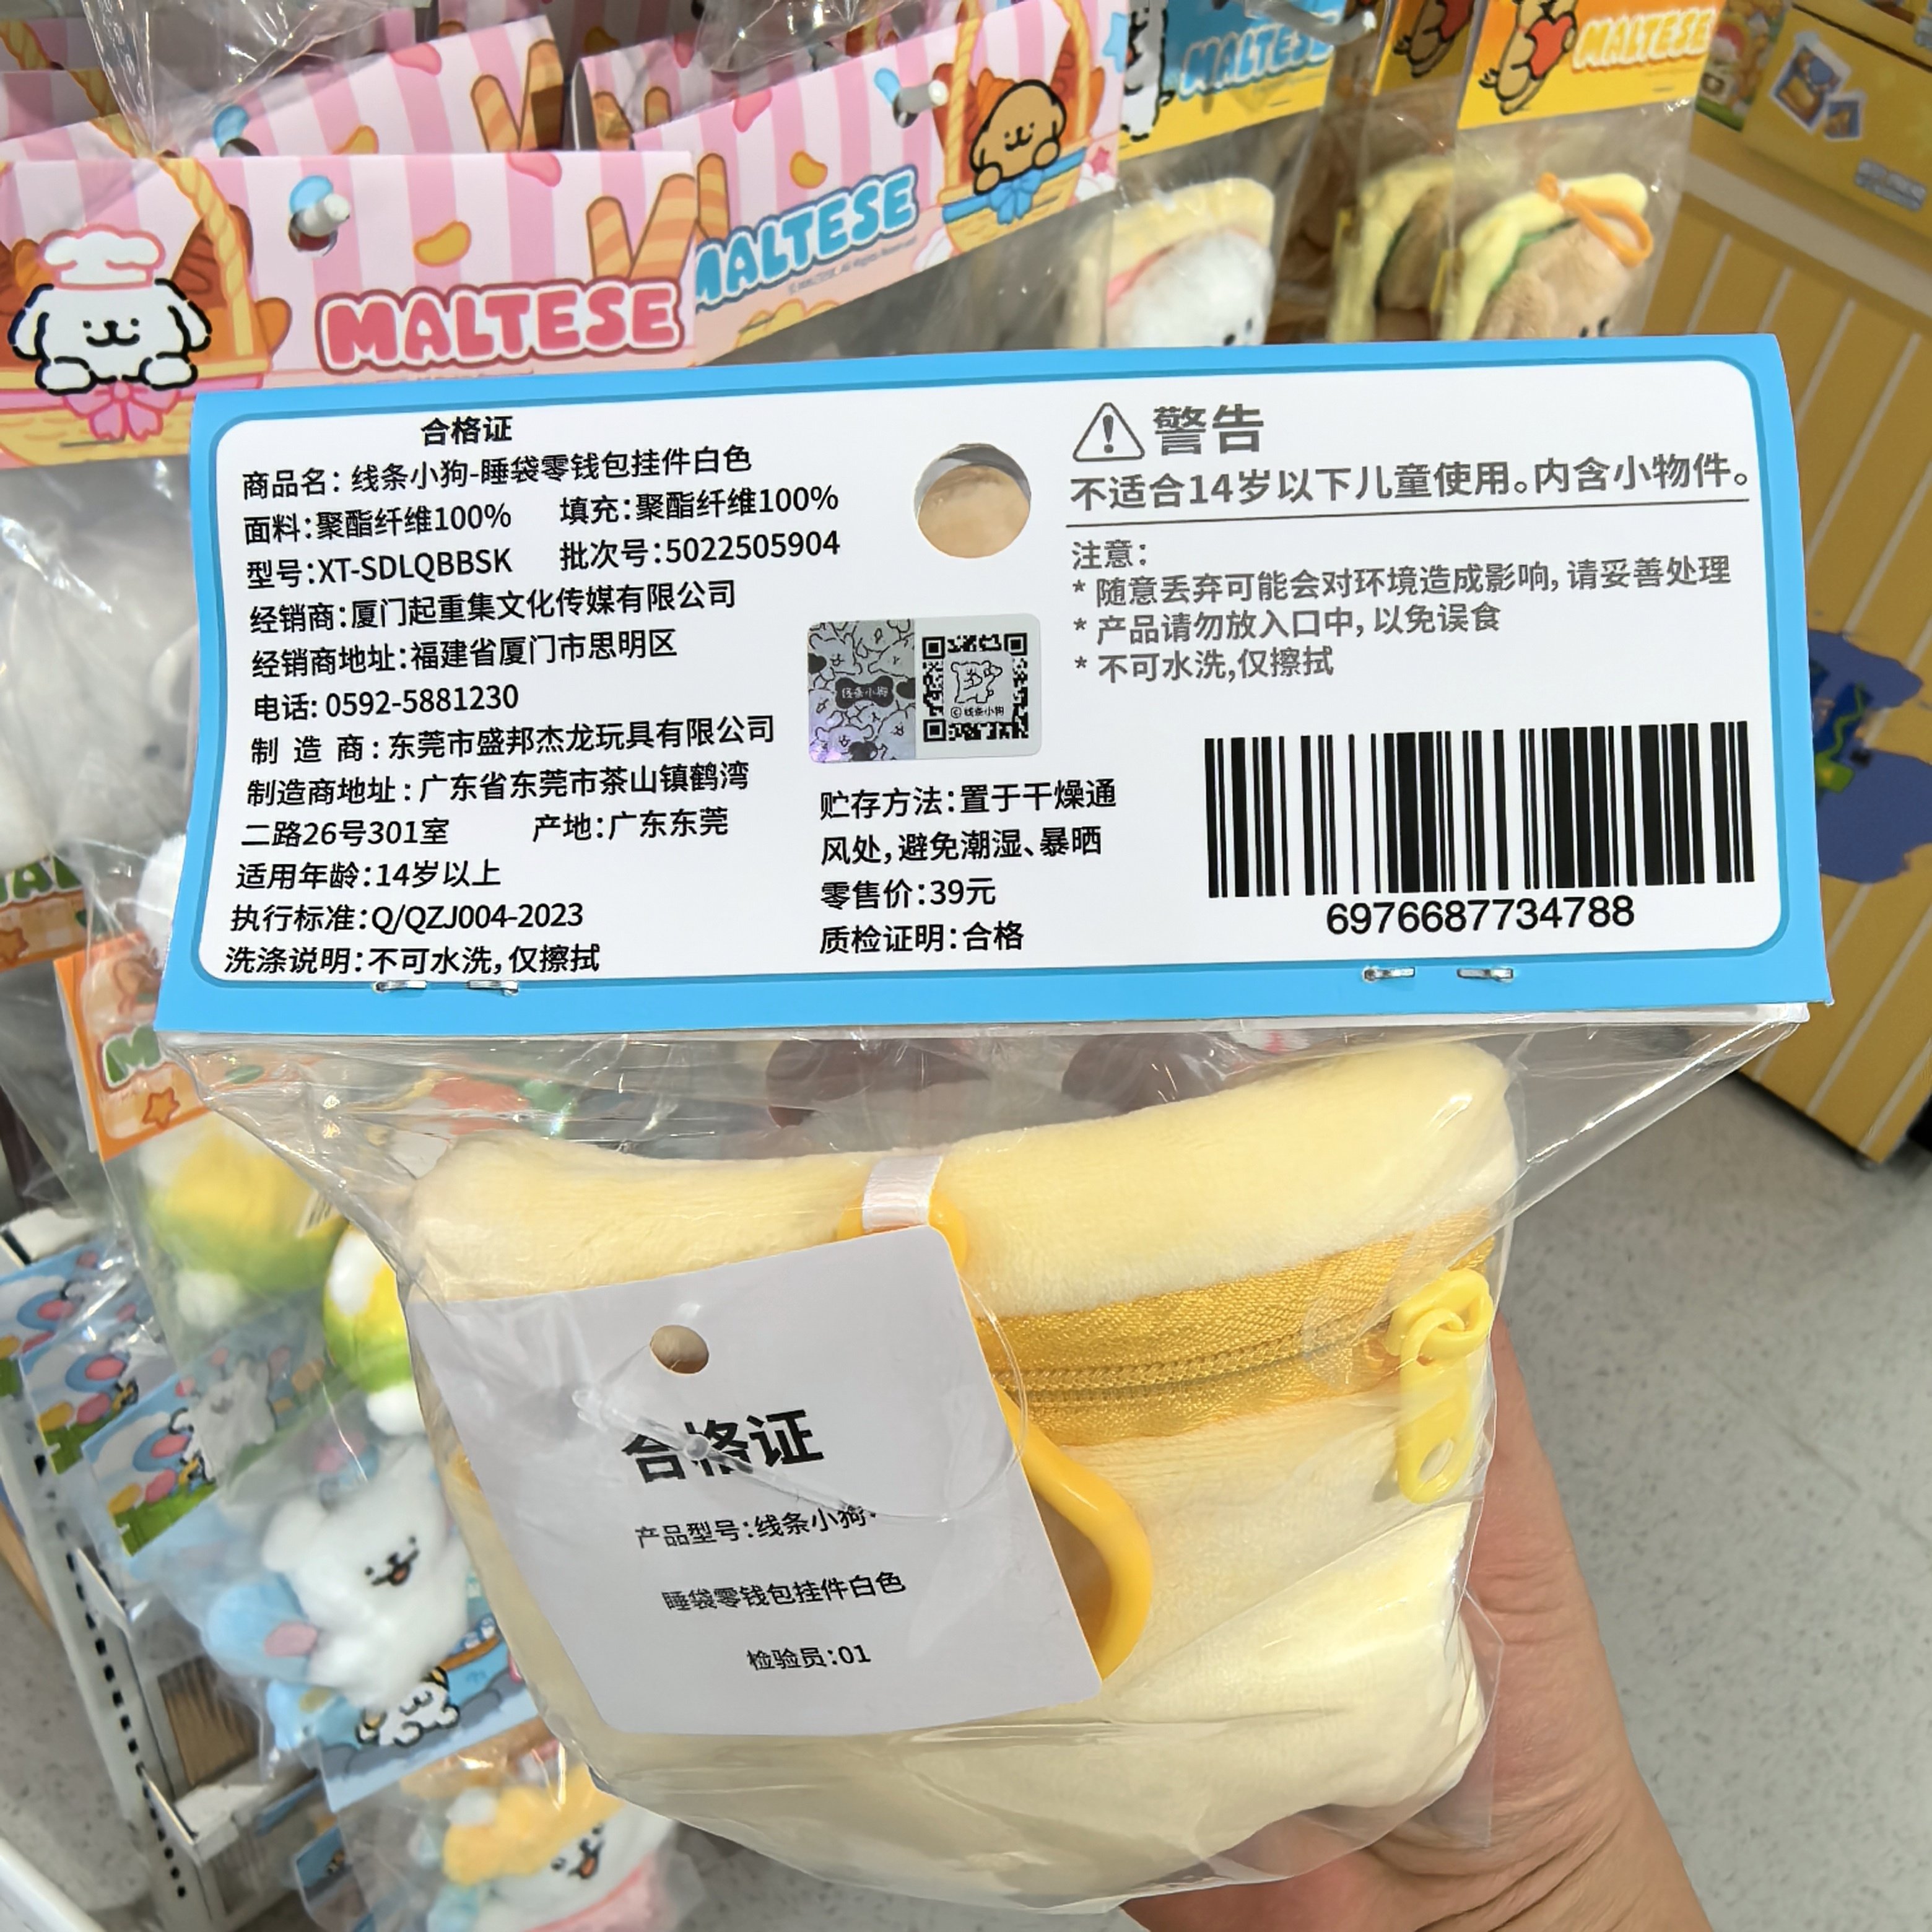 MALTESE
MALTESE
MALTESE
MALTESE
合格证
商品名：线条小狗-睡袋零钱包挂件白色
面料：聚酯纤维100%　填充：聚酯纤维100%
型号：XT-SDLQBBSK　批次号：5022505904
经销商：厦门起重集文化传媒有限公司
经销商地址：福建省厦门市思明区
电话: 0592-5881230
制 造 商：东莞市盛邦杰龙玩具有限公司
制造商地址：广东省东莞市茶山镇鹤湾
二路26号301室　产地：广东东莞
适用年龄：14岁以上
执行标准：Q/QZJ004-2023
洗涤说明：不可水洗，仅擦拭
线条小狗
©线条小狗
贮存方法：置于干燥通
风处，避免潮湿、暴晒
零售价：39元
质检证明：合格
警告
不适合14岁以下儿童使用。内含小物件。
注意：
* 随意丢弃可能会对环境造成影响，请妥善处理
* 产品请勿放入口中，以免误食
* 不可水洗，仅擦拭
6976687734788
合格证
产品型号：线条小狗-
睡袋零钱包挂件白色
检验员：01